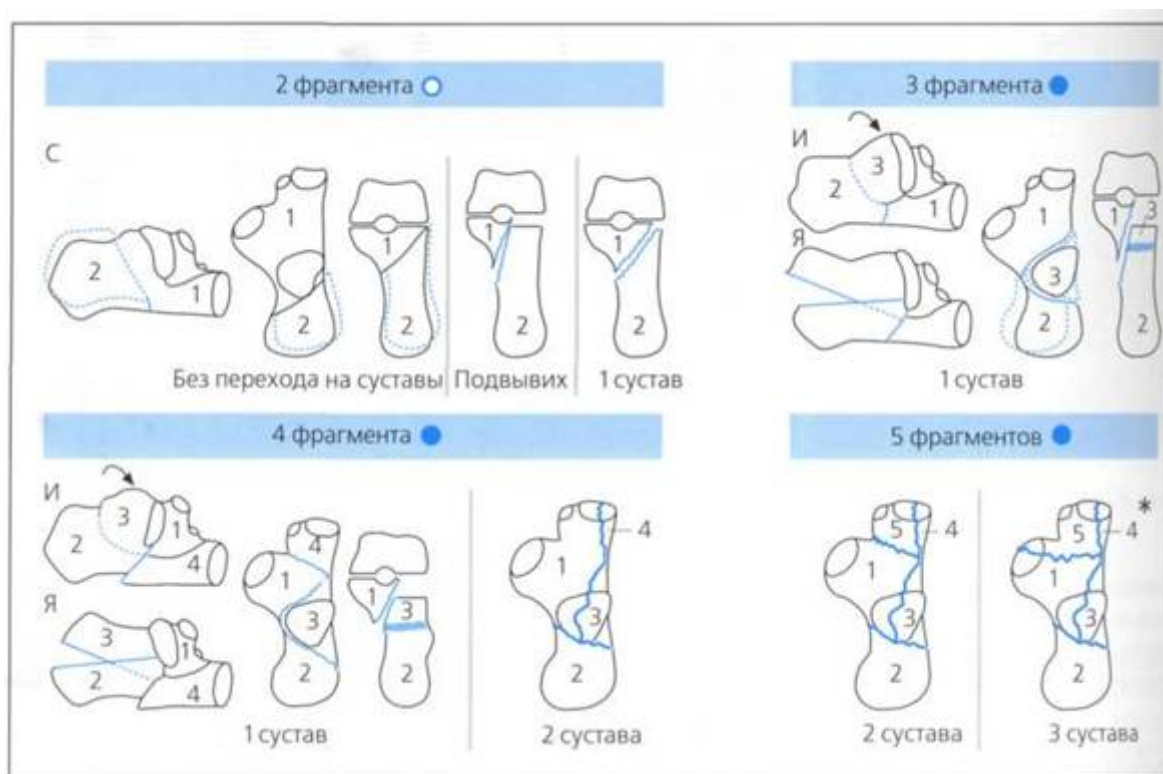 2 фрагмента
С
2 1
1 2
1 2
1 2
1 2
Без перехода на суставы
Подвывих
1 сустав
3 фрагмента
И
2 3 1
Я
1 3 2
1 3 2
1 сустав
4 фрагмента
И
2 3 1 4
Я
3 2 1 4
4 1 3 2
1 3 2
1 сустав
4 1 3 2
2 сустава
5 фрагментов
5 4 1 3 2
2 сустава
*
5 4 1 3 2
3 сустава